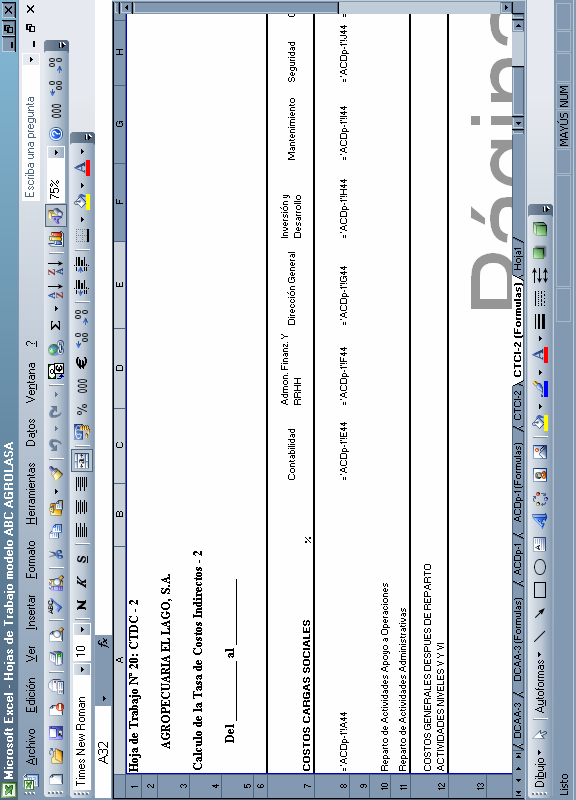 Microsoft Excel - Hojas de Trabajo modelo ABC AGROLASA
Archivo Edición Ver Insertar Formato Herramientas Datos Ventana ?
Escriba una pregunta
75%
Times New Roman 10 N K S % 000 €
A32 fx
A B C D E F G H
1 Hoja de Trabajo Nº 20: CTDC - 2
2
3 AGROPECUARIA EL LAGO, S.A.
Calculo de la Tasa de Costos Indirectos - 2
4
5 Del ________ al ________
6
7 COSTOS CARGAS SOCIALES % Contabilidad Admon. Finanz. Y RRHH Dirección General Inversión y Desarrollo Mantenimiento Seguridad
8 ='ACDp-1'!A44 ='ACDp-1'!E44 ='ACDp-1'!F44 ='ACDp-1'!G44 ='ACDp-1'!H44 ='ACDp-1'!I44 ='ACDp-1'!J44
9
10 Reparto de Actividades Apoyo a Operaciones
11 Reparto de Actividades Administrativas
COSTOS GENERALES DESPUES DE REPARTO
12 ACTIVIDADES NIVELES V Y VI
13
Página
DCAA-3 DCAA-3 (Formulas) ACDp-1 ACDp-1 (Formulas) CTCI-2 CTCI-2 (Formulas) Hoja1
Dibujo Autoformas
Listo MAYÚS NUM